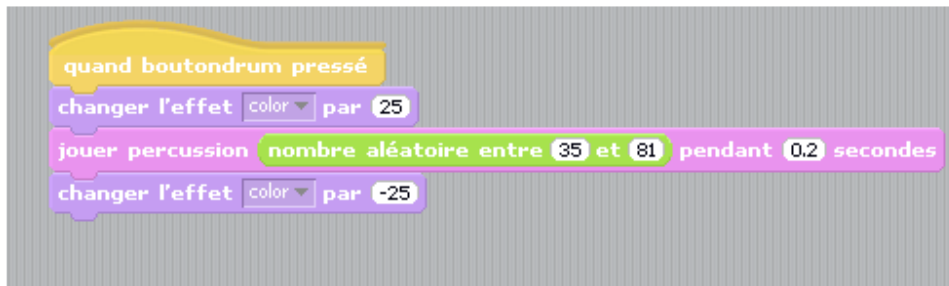 quand boutondrum pressé
changer l'effet color par 25
jouer percussion nombre aléatoire entre 35 et 81 pendant 0.2 secondes
changer l'effet color par -25